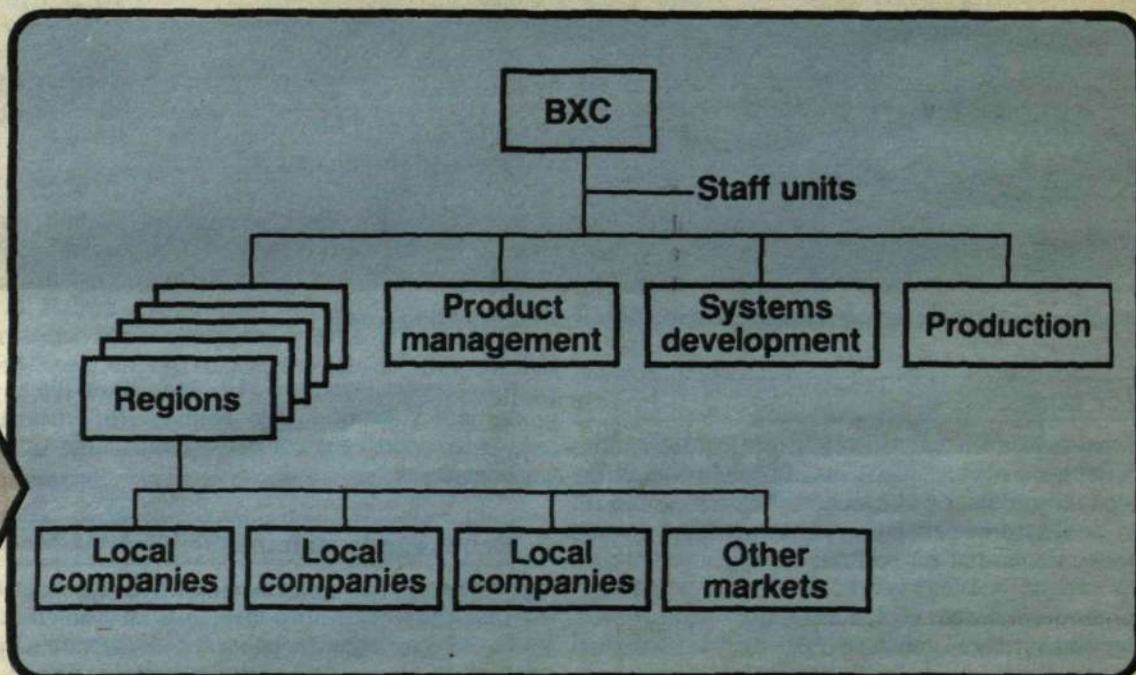 BXC
Staff units
Product
management
Systems
development
Production
Regions
Local
companies
Local
companies
Local
companies
Other
markets